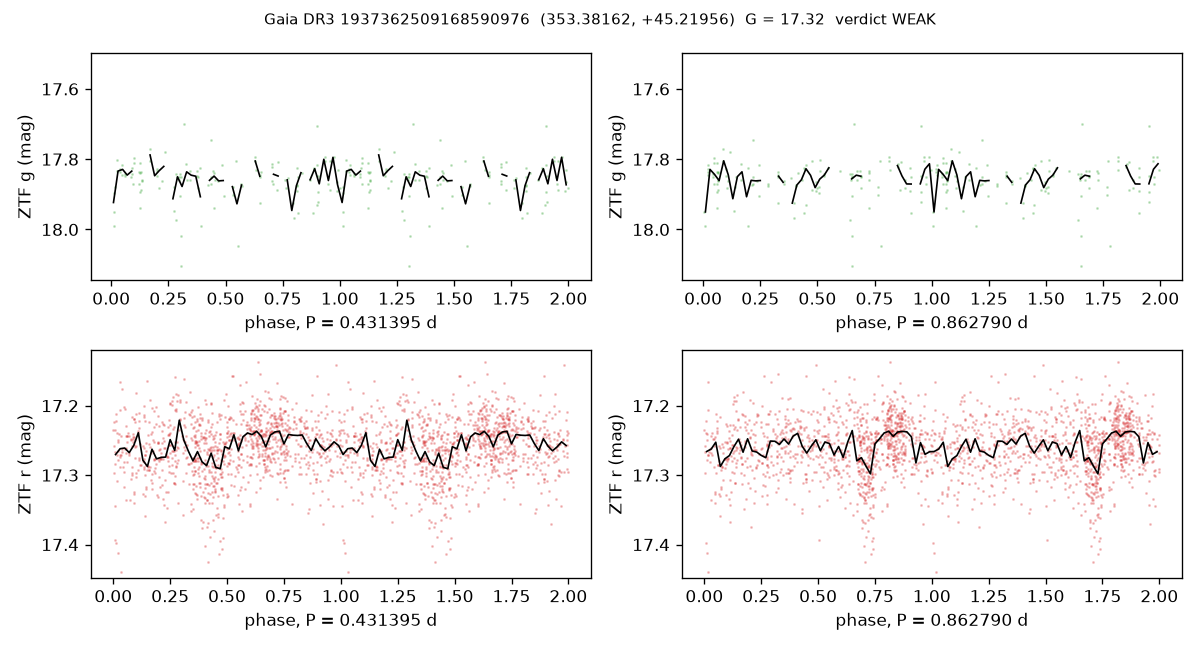 Gaia DR3 1937362509168590976  (353.38162, +45.21956)  G = 17.32  verdict WEAK
ZTF g (mag)
17.6
17.8
18.0
0.00 0.25 0.50 0.75 1.00 1.25 1.50 1.75 2.00
phase, P = 0.431395 d
ZTF g (mag)
17.6
17.8
18.0
0.00 0.25 0.50 0.75 1.00 1.25 1.50 1.75 2.00
phase, P = 0.862790 d
ZTF r (mag)
17.2
17.3
17.4
0.00 0.25 0.50 0.75 1.00 1.25 1.50 1.75 2.00
phase, P = 0.431395 d
ZTF r (mag)
17.2
17.3
17.4
0.00 0.25 0.50 0.75 1.00 1.25 1.50 1.75 2.00
phase, P = 0.862790 d